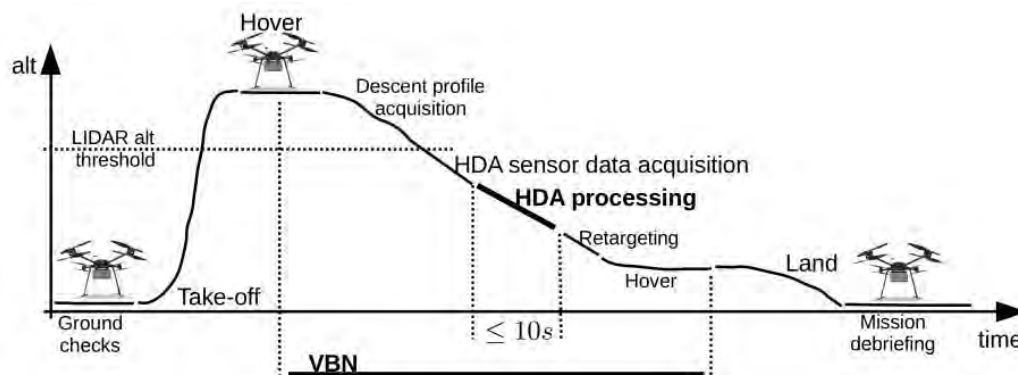 Hover
alt
Descent profile
acquisition
LIDAR alt
threshold
HDA sensor data acquisition
HDA processing
Retargeting
Hover
Land
Take-off
Ground
checks
≤ 10s
Mission
debriefing
time
VBN